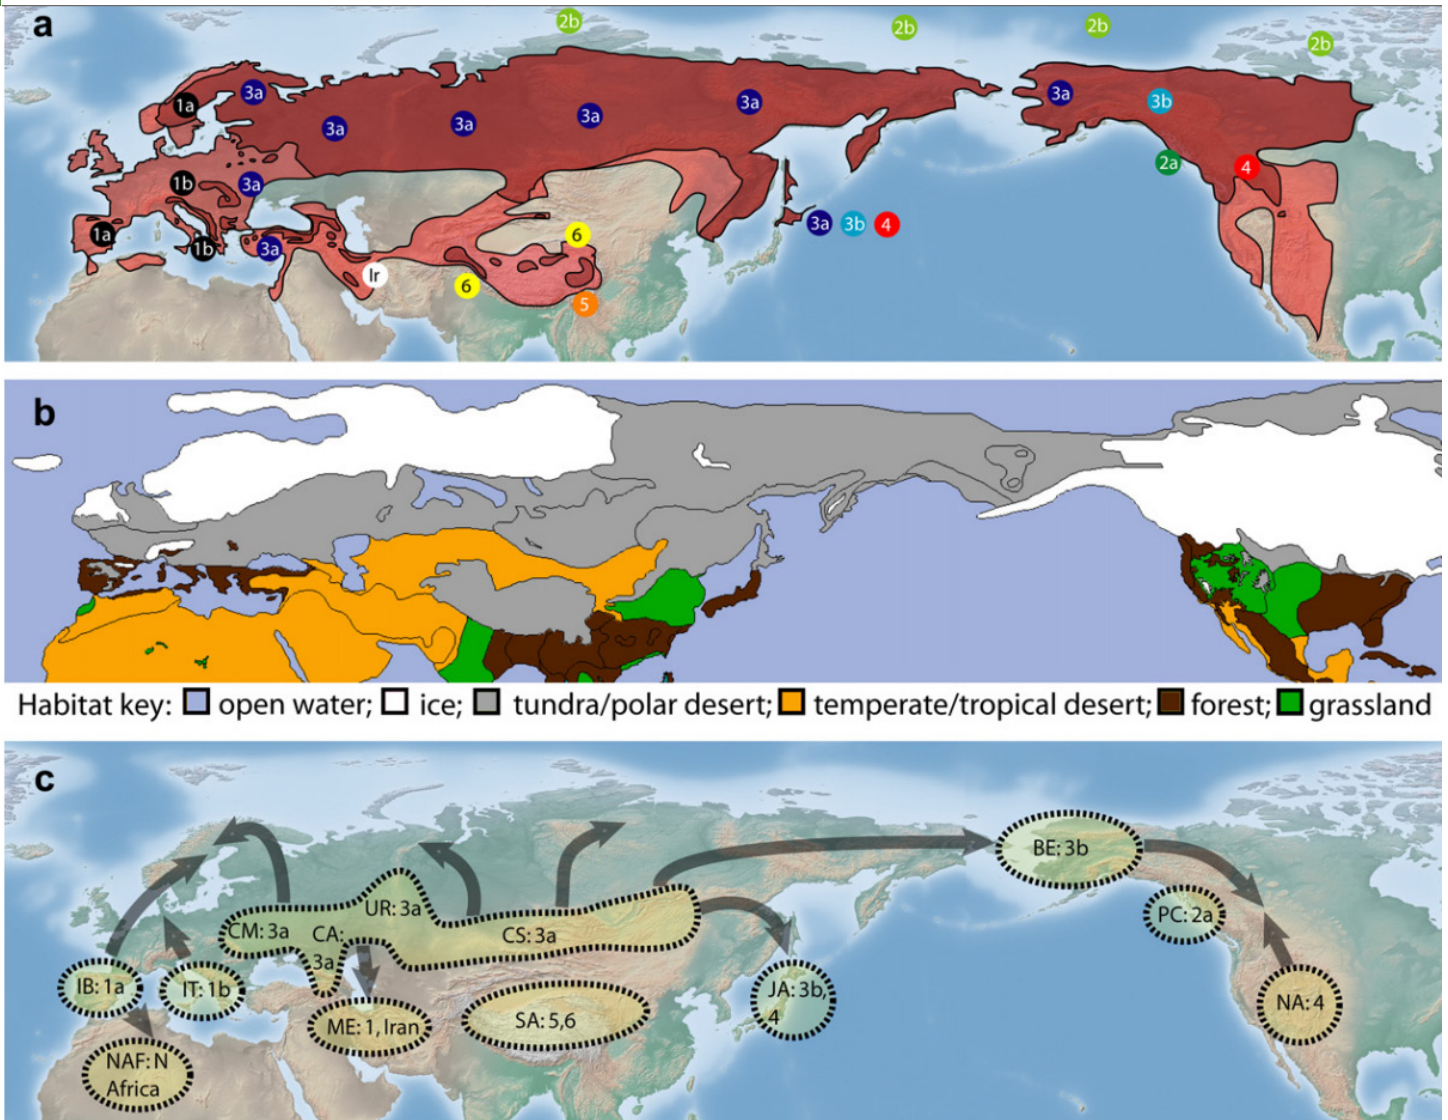 a
2b
2b
2b
2b
1a
3a
3a
3a
3a
3a
3a
3b
2a
4
1b
3a
1a
1b
3a
Ir
6
6
5
3a 3b 4
b
Habitat key: open water; ice; tundra/polar desert; temperate/tropical desert; forest; grassland
c
BE: 3b
UR: 3a
PC: 2a
CM: 3a
CA:
3a
CS: 3a
IB: 1a
IT: 1b
JA: 3b,
4
NA: 4
ME: 1, Iran
SA: 5,6
NAF: N
Africa